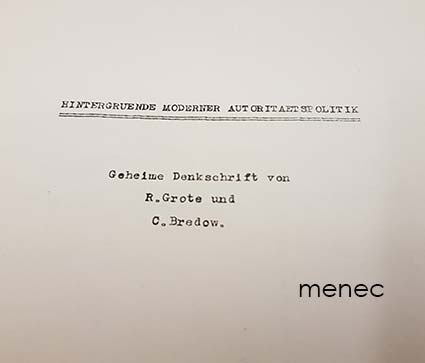 HINTERGRUENDE MODERNER AUTORITAETSPOLITIK
Geheime Denkschrift von
R.Grote und
C.Bredow.
menec